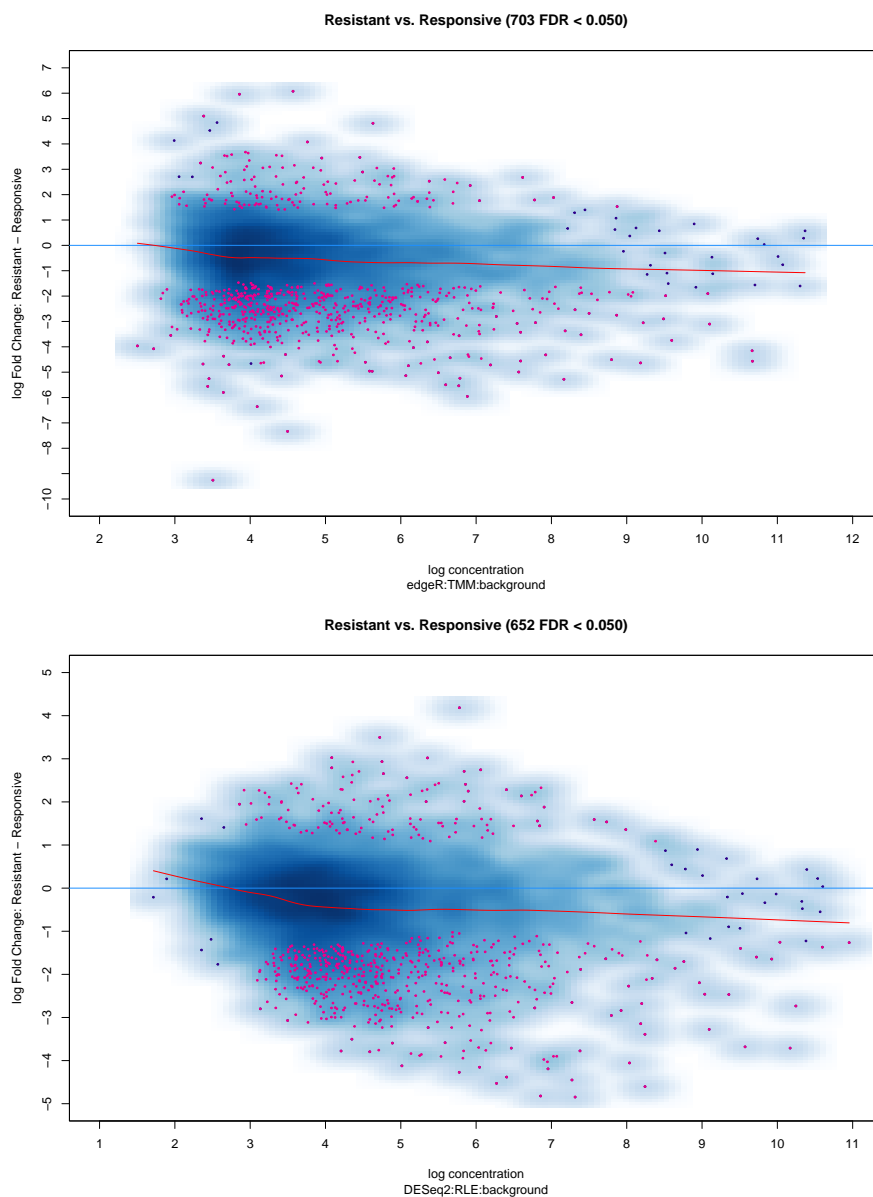 Resistant vs. Responsive (703 FDR < 0.050)
7
6
5
4
3
2
1
0
−1
−2
−3
−4
−5
−6
−7
−8
−10
log Fold Change: Resistant − Responsive
2 3 4 5 6 7 8 9 10 11 12
log concentration
edgeR:TMM:background
Resistant vs. Responsive (652 FDR < 0.050)
5
4
3
2
1
0
−1
−2
−3
−4
−5
log Fold Change: Resistant − Responsive
1 2 3 4 5 6 7 8 9 10 11
log concentration
DESeq2:RLE:background